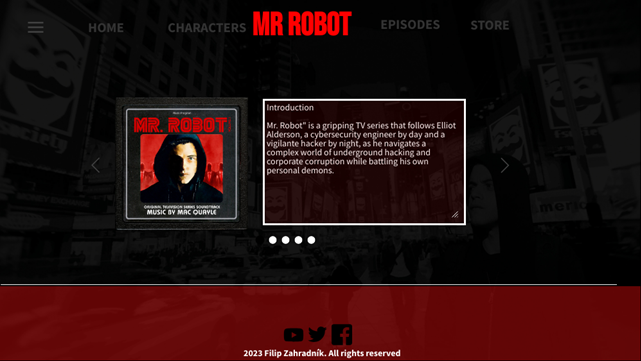 HOME
CHARACTERS
MR ROBOT
EPISODES
STORE
MR. ROBOT
ORIGINAL TELEVISION SERIES SOUNDTRACK
MUSIC BY MAC QUAYLE
Introduction
Mr. Robot" is a gripping TV series that follows Elliot
Alderson, a cybersecurity engineer by day and a
vigilante hacker by night, as he navigates a
complex world of underground hacking and
corporate corruption while battling his own
personal demons.
2023 Filip Zahradník. All rights reserved